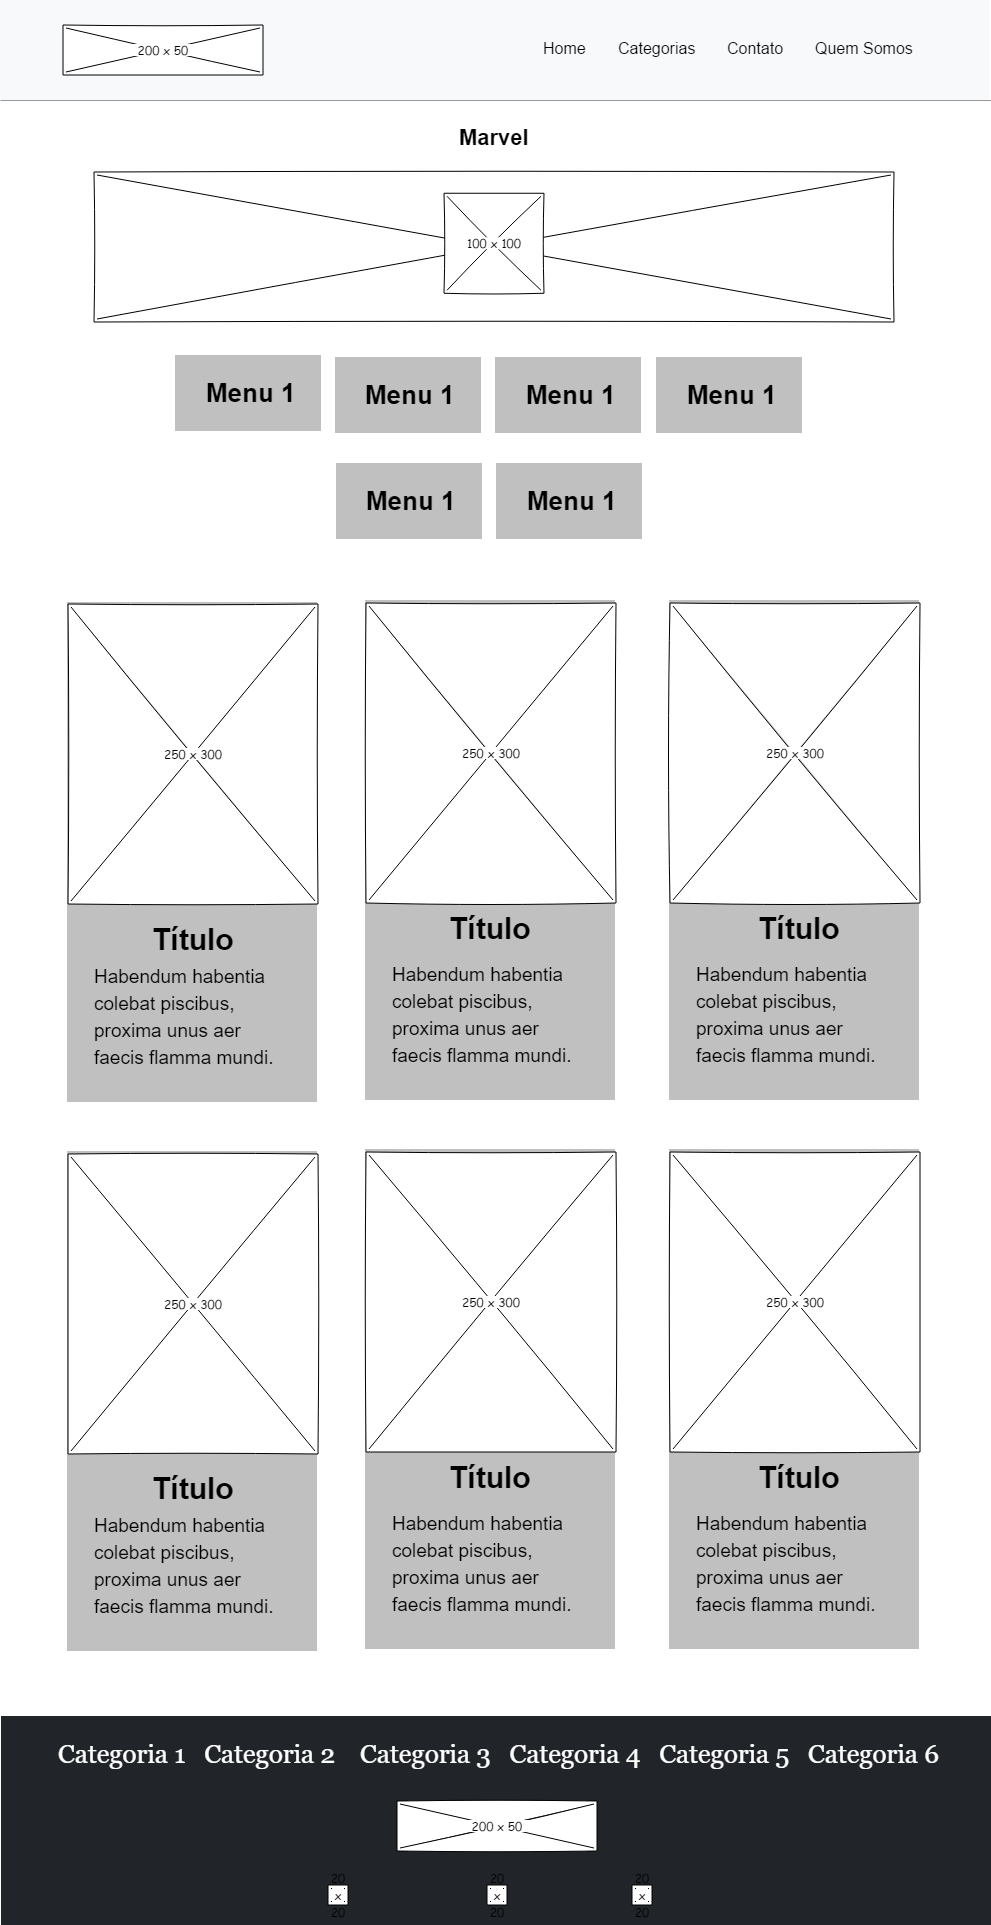 200 x 50
Home Categorias Contato Quem Somos
Marvel
100 x 100
Menu 1 Menu 1 Menu 1 Menu 1
Menu 1 Menu 1
250 x 300 250 x 300 250 x 300
Título
Habendum habentia
colebat piscibus,
proxima unus aer
faecis flamma mundi.
Título
Habendum habentia
colebat piscibus,
proxima unus aer
faecis flamma mundi.
Título
Habendum habentia
colebat piscibus,
proxima unus aer
faecis flamma mundi.
250 x 300 250 x 300 250 x 300
Título
Habendum habentia
colebat piscibus,
proxima unus aer
faecis flamma mundi.
Título
Habendum habentia
colebat piscibus,
proxima unus aer
faecis flamma mundi.
Título
Habendum habentia
colebat piscibus,
proxima unus aer
faecis flamma mundi.
Categoria 1 Categoria 2 Categoria 3 Categoria 4 Categoria 5 Categoria 6
200 x 50
20 20 20
x x x
20 20 20